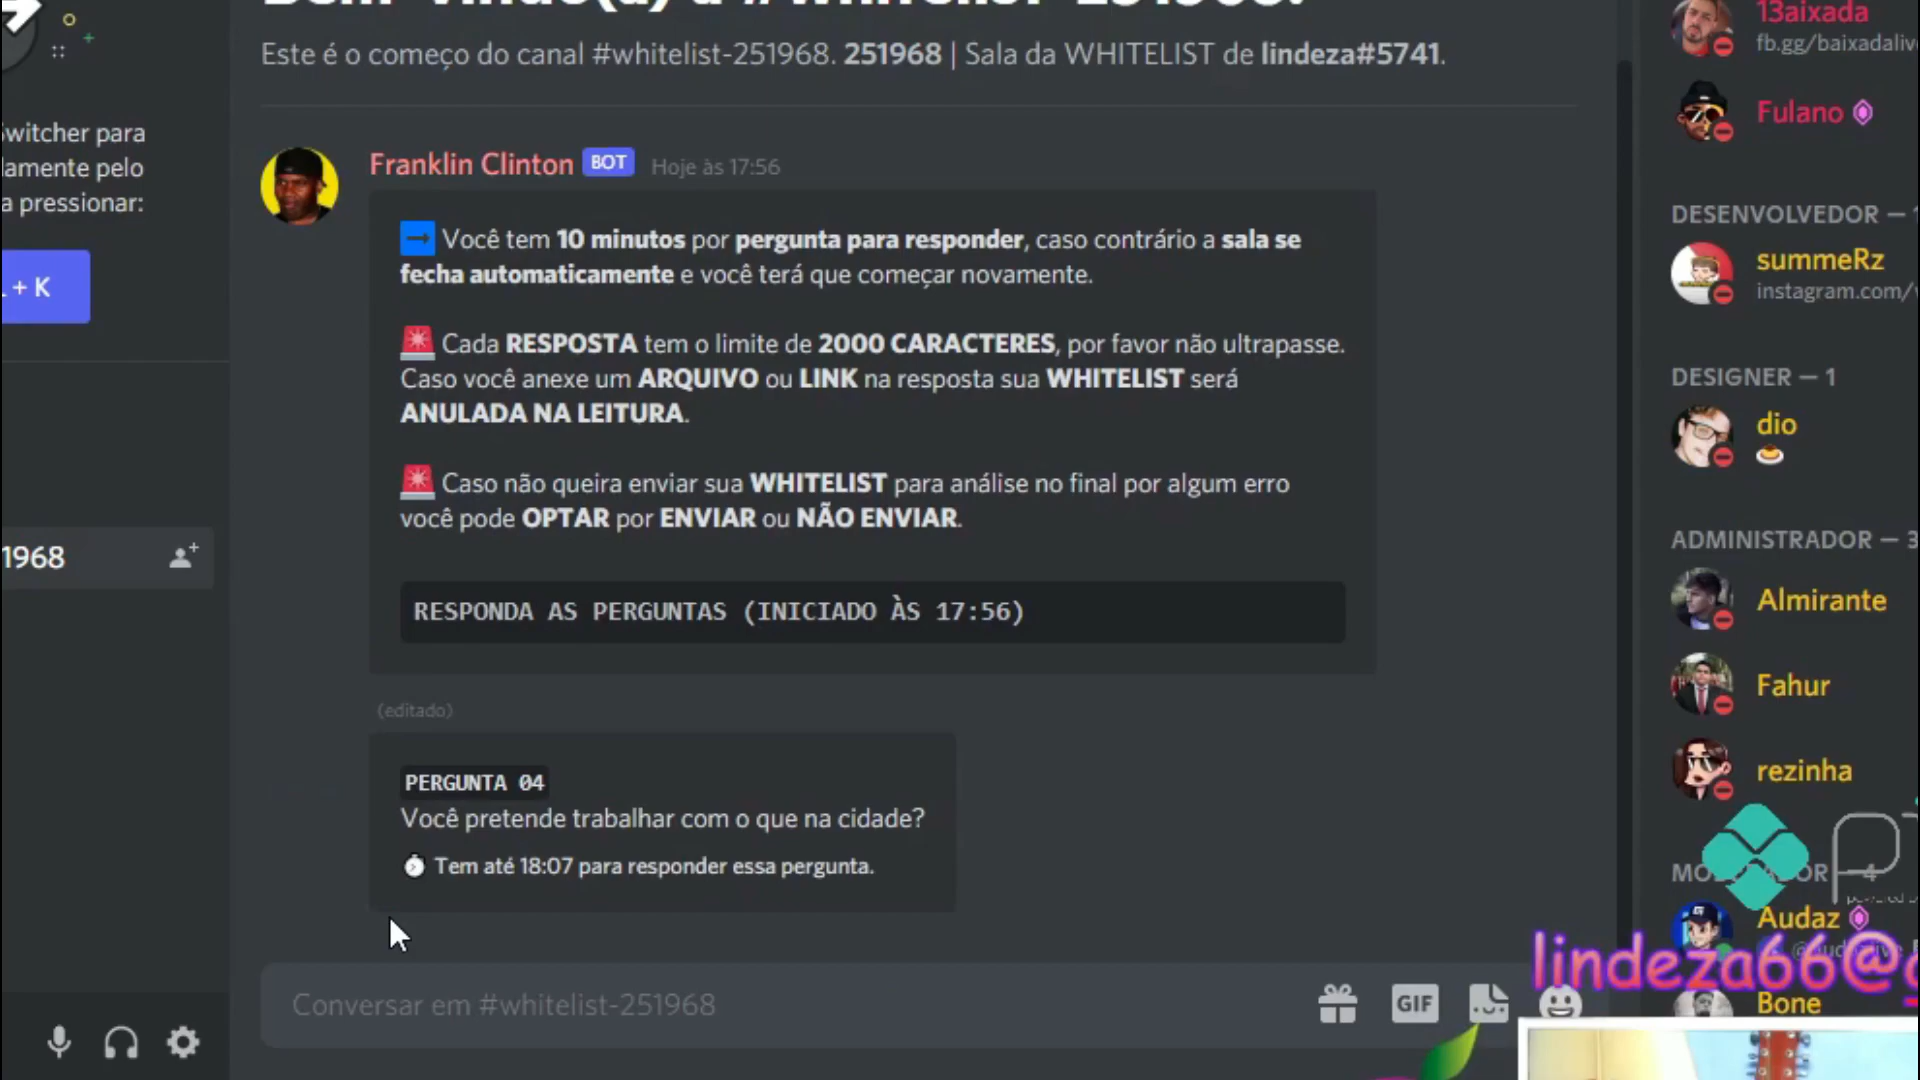 Este é o começo do canal #whitelist-251968. 251968 | Sala da WHITELIST de lindeza#5741.
Switcher para
lamente pelo
a pressionar:
+ K
1968
Franklin Clinton BOT Hoje às 17:56
Você tem 10 minutos por pergunta para responder, caso contrário a sala se
fecha automaticamente e você terá que começar novamente.
Cada RESPOSTA tem o limite de 2000 CARACTERES, por favor não ultrapasse.
Caso você anexe um ARQUIVO ou LINK na resposta sua WHITELIST será
ANULADA NA LEITURA.
Caso não queira enviar sua WHITELIST para análise no final por algum erro
você pode OPTAR por ENVIAR ou NÃO ENVIAR.
RESPONDA AS PERGUNTAS (INICIADO ÀS 17:56)
(editado)
PERGUNTA 04
Você pretende trabalhar com o que na cidade?
Tem até 18:07 para responder essa pergunta.
Conversar em #whitelist-251968
GIF
13aixada
fb.gg/baixadaliv
Fulano
DESENVOLVEDOR — 1
summeRz
instagram.com/
DESIGNER — 1
dio
ADMINISTRADOR — 3
Almirante
Fahur
rezinha
Audaz
lindeza66@g
Bone